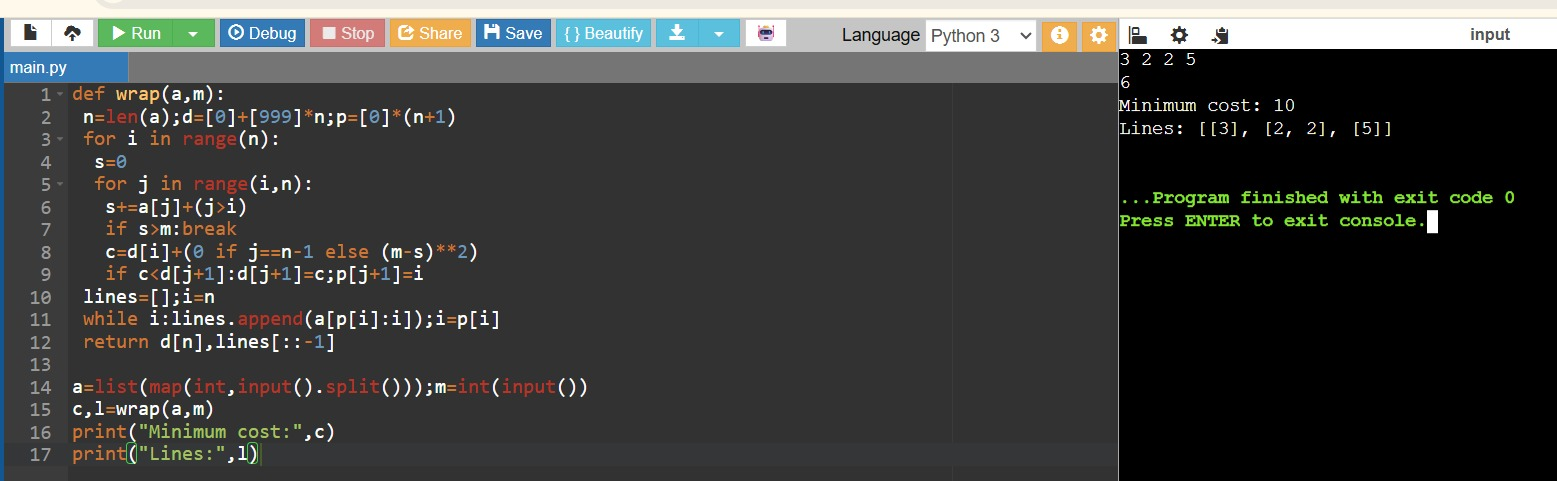 Run Debug Stop Share Save { } Beautify Language Python 3 input
main.py
1 def wrap(a,m):
2 n=len(a);d=[0]+[999]*n;p=[0]*(n+1)
3 for i in range(n):
4 s=0
5 for j in range(i,n):
6 s+=a[j]+(j>i)
7 if s>m:break
8 c=d[i]+(0 if j==n-1 else (m-s)**2)
9 if c<d[j+1]:d[j+1]=c;p[j+1]=i
10 lines=[];i=n
11 while i:lines.append(a[p[i]:i]);i=p[i]
12 return d[n],lines[::-1]
13
14 a=list(map(int,input().split()));m=int(input())
15 c,l=wrap(a,m)
16 print("Minimum cost:",c)
17 print("Lines:",l)
3 2 2 5
6
Minimum cost: 10
Lines: [[3], [2, 2], [5]]
...Program finished with exit code 0
Press ENTER to exit console.